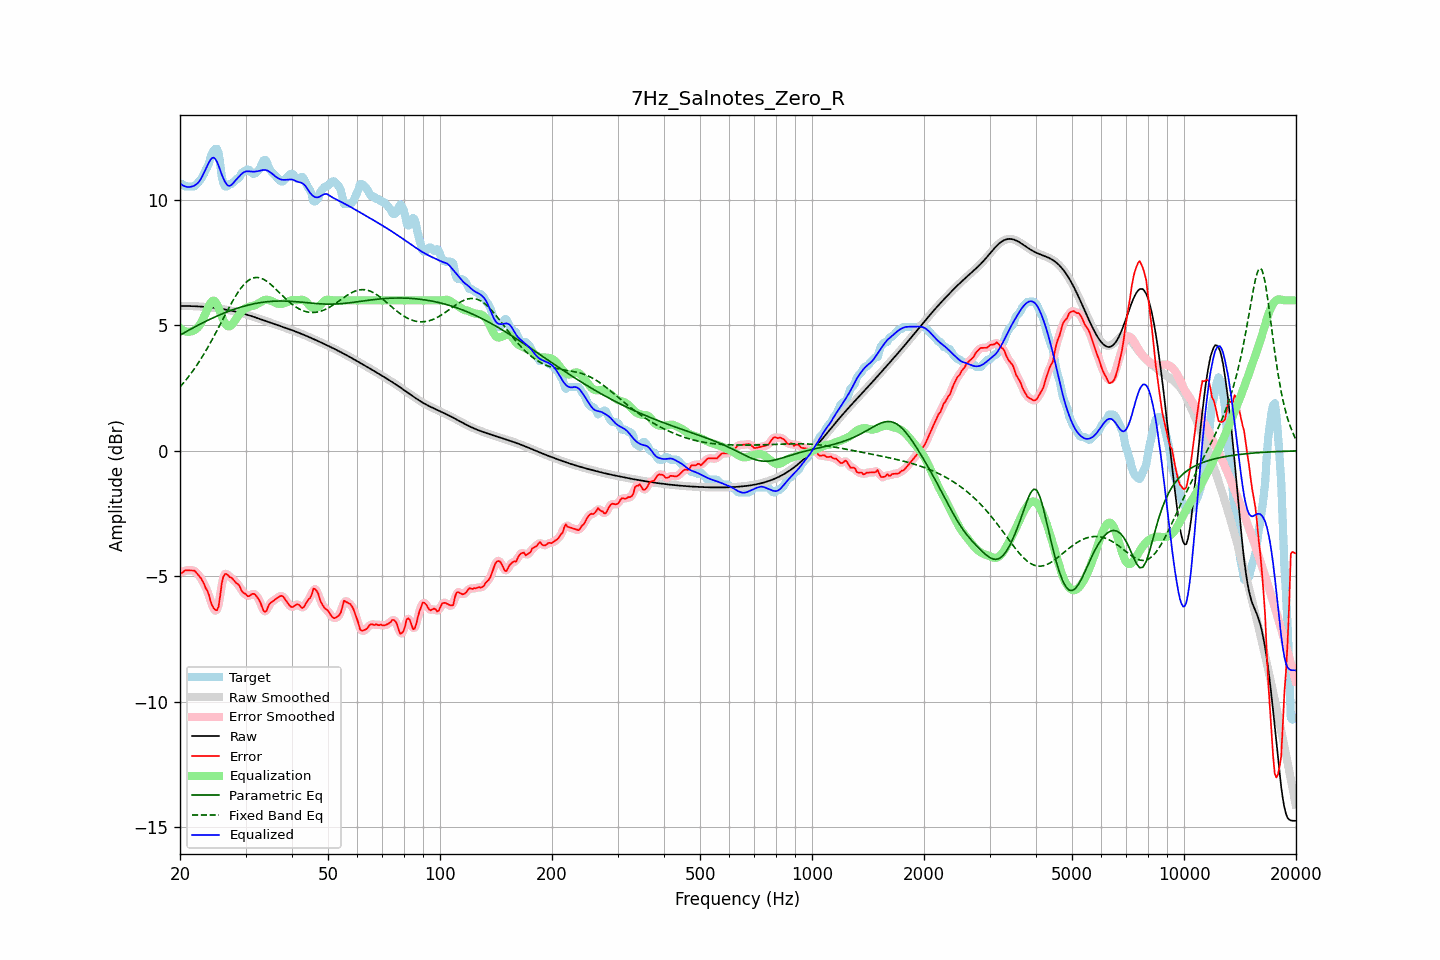 7Hz_Salnotes_Zero_R
Amplitude (dBr)
10
5
0
−5
−10
−15
Target
Raw Smoothed
Error Smoothed
Raw
Error
Equalization
Parametric Eq
Fixed Band Eq
Equalized
20 50 100 200 500 1000 2000 5000 10000 20000
Frequency (Hz)